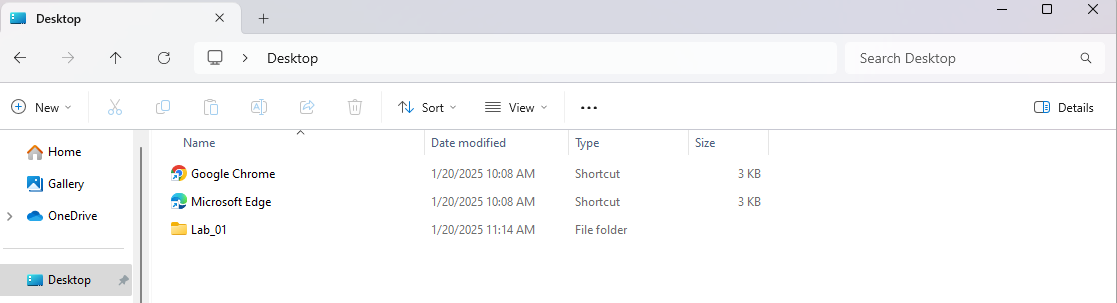 Desktop
Desktop
Search Desktop
New
Sort
View
Details
Name Date modified Type Size
Home
Gallery
OneDrive
Desktop
Google Chrome 1/20/2025 10:08 AM Shortcut 3 KB
Microsoft Edge 1/20/2025 10:08 AM Shortcut 3 KB
Lab_01 1/20/2025 11:14 AM File folder